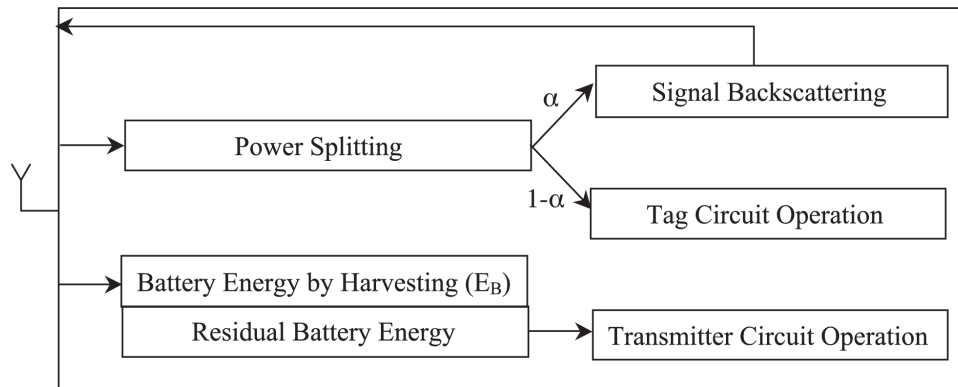 Signal Backscattering
α
Power Splitting
1-α
Tag Circuit Operation
Battery Energy by Harvesting (E_B)
Residual Battery Energy
Transmitter Circuit Operation